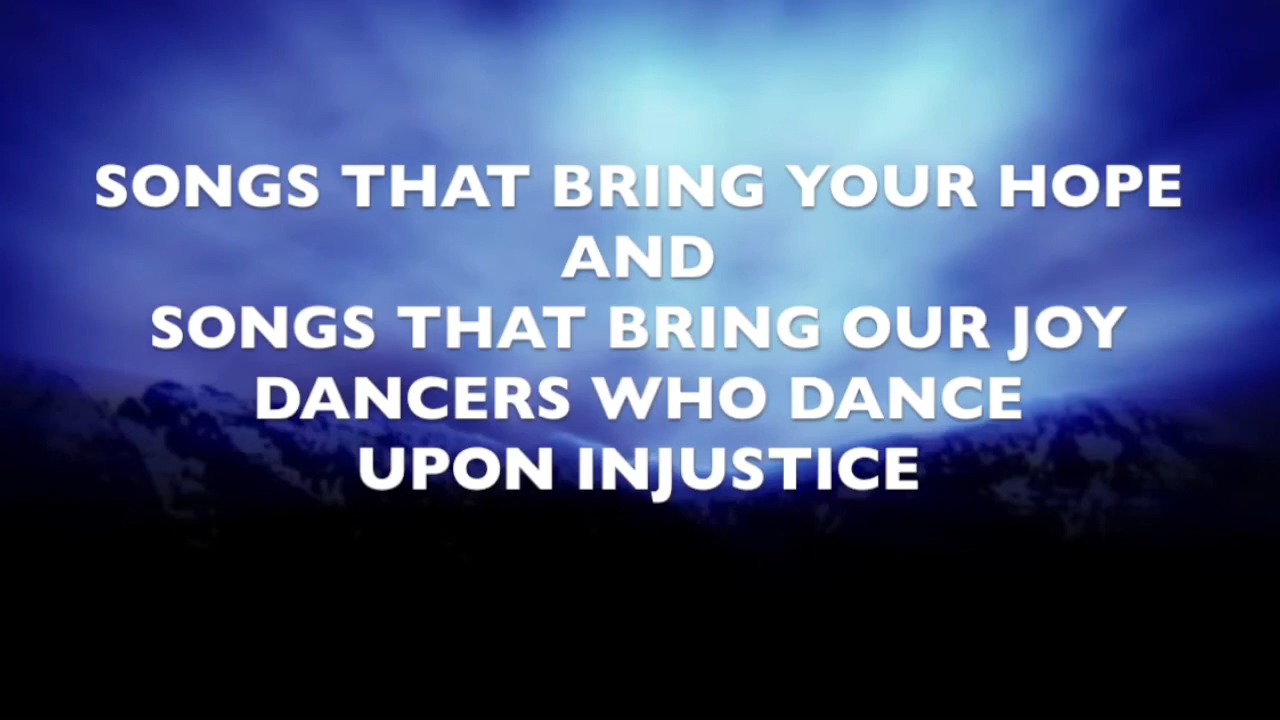 SONGS THAT BRING YOUR HOPE
AND
SONGS THAT BRING OUR JOY
DANCERS WHO DANCE
UPON INJUSTICE